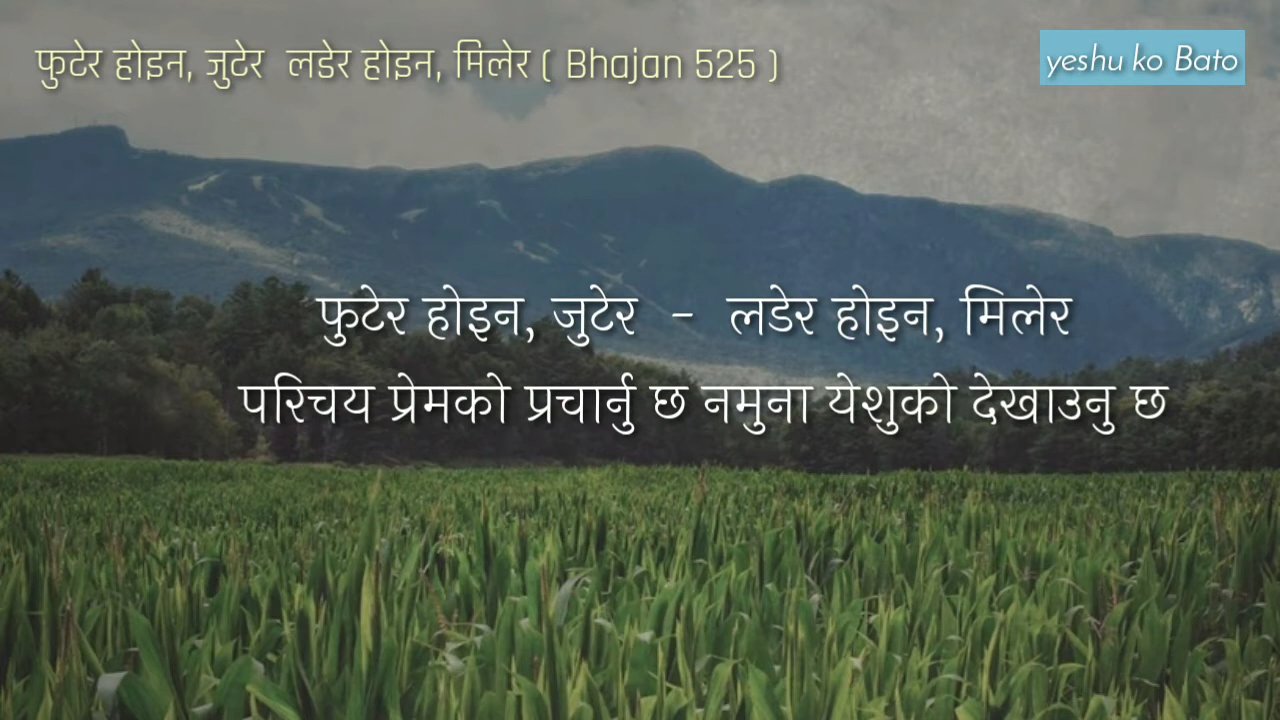 फुटेर होइन, जुटेर लडेर होइन, मिलेर ( Bhajan 525 )
yeshu ko Bato
फुटेर होइन, जुटेर - लडेर होइन, मिलेर
परिचय प्रेमको प्रचार्नु छ नमुना येशुको देखाउनु छ